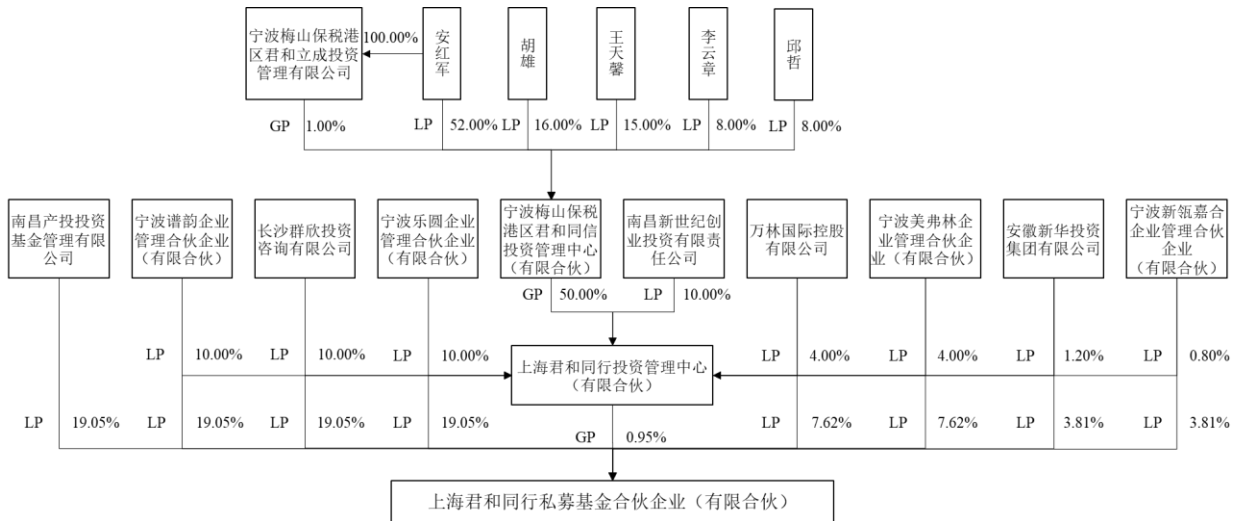 宁波梅山保税港
区君和立成投资
管理有限公司
100.00%
安红军
胡雄
王天馨
李云章
邱哲
GP 1.00%
LP 52.00%
LP 16.00%
LP 15.00%
LP 8.00%
LP 8.00%
南昌产投投资
基金管理有限
公司
宁波谱韵企业
管理合伙企业
（有限合伙）
长沙群欣投资
咨询有限公司
宁波乐圆企业
管理合伙企业
（有限合伙）
宁波梅山保税
港区君和同信
投资管理中心
（有限合伙）
南昌新世纪创
业投资有限责
任公司
万林国际控股
有限公司
宁波美弗林企
业管理合伙企
业（有限合伙）
安徽新华投资
集团有限公司
宁波新瓴嘉合
企业管理合伙
企业
（有限合伙）
GP 50.00%
LP 10.00%
LP 10.00%
LP 10.00%
LP 10.00%
上海君和同行投资管理中心
（有限合伙）
LP 4.00%
LP 4.00%
LP 1.20%
LP 0.80%
LP 19.05%
LP 19.05%
LP 19.05%
LP 19.05%
GP 0.95%
LP 7.62%
LP 7.62%
LP 3.81%
LP 3.81%
上海君和同行私募基金合伙企业（有限合伙）